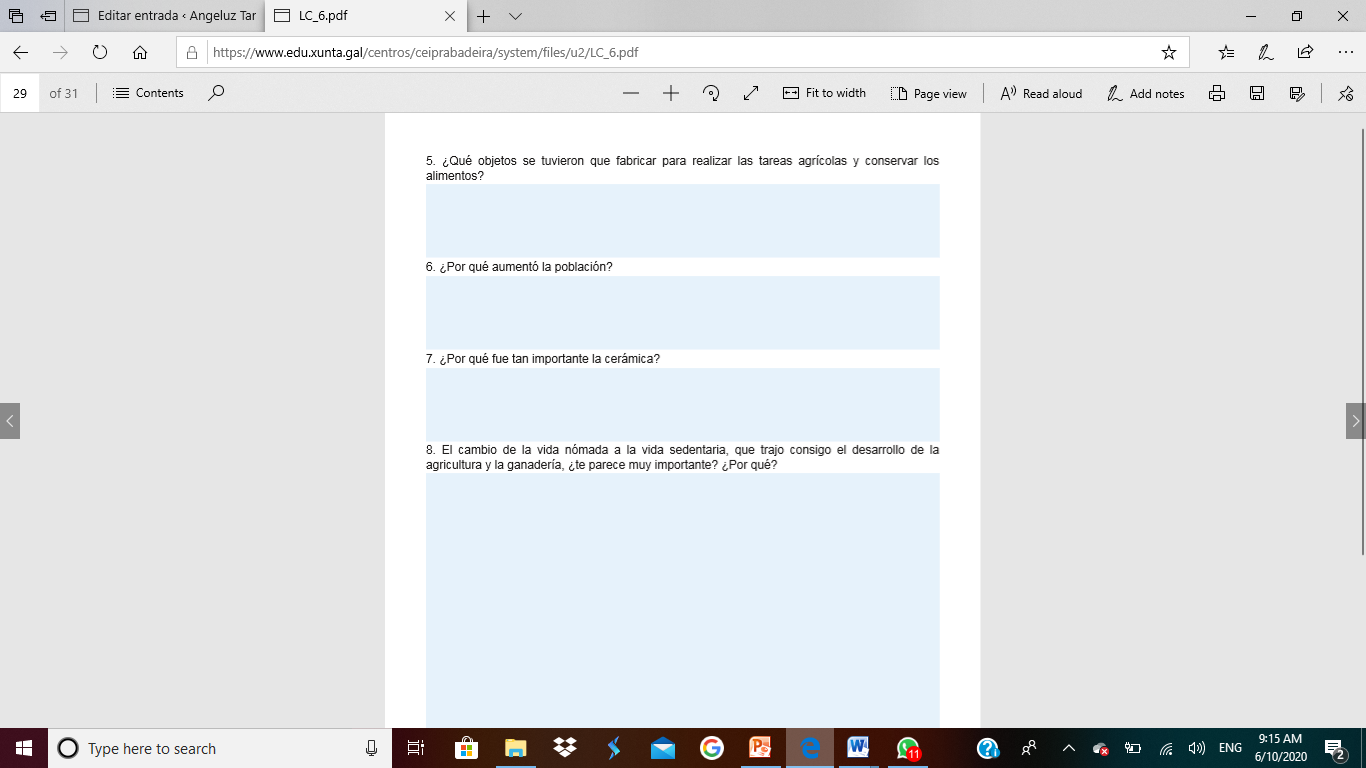 Editar entrada ‹ Angeluz Tar
LC_6.pdf
https://www.edu.xunta.gal/centros/ceiprabadeira/system/files/u2/LC_6.pdf
29 of 31 Contents Fit to width Page view Read aloud Add notes
5. ¿Qué objetos se tuvieron que fabricar para realizar las tareas agrícolas y conservar los
alimentos?
6. ¿Por qué aumentó la población?
7. ¿Por qué fue tan importante la cerámica?
8. El cambio de la vida nómada a la vida sedentaria, que trajo consigo el desarrollo de la
agricultura y la ganadería, ¿te parece muy importante? ¿Por qué?
Type here to search
11
ENG
9:15 AM
6/10/2020
2